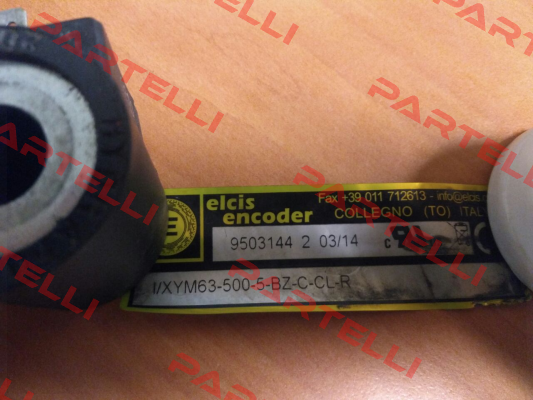 elcis
encoder
Fax +39 011 712613 - info@elcis.c
COLLEGNO (TO) ITALY
9503144 2 03/14
I/XYM63-500-5-BZ-C-CL-R
PARTELLI
PARTELLI
PARTELLI
PARTELLI
PARTELLI
PARTELLI
PARTELLI